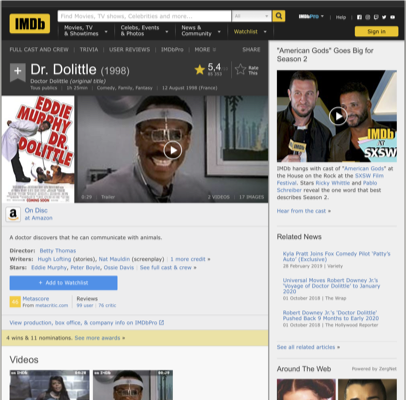 IMDb
Find Movies, TV shows, Celebrities and more...
All
Movies, TV & Showtimes
Celebs, Events & Photos
News & Community
Watchlist
IMDbPro
Help
Sign in
FULL CAST AND CREW | TRIVIA | USER REVIEWS | IMDbPro | MORE
SHARE
Dr. Dolittle (1998)
Doctor Dolittle (original title)
Tous publics | 1h 25min | Comedy, Family, Fantasy | 12 August 1998 (France)
5,4
Rate This
EDDIE MURPHY IS
DR. DOLITTLE
COMING SOON
0:29 | Trailer
2 VIDEOS | 17 IMAGES
On Disc
at Amazon
A doctor discovers that he can communicate with animals.
Director: Betty Thomas
Writers: Hugh Lofting (stories), Nat Mauldin (screenplay) | 1 more credit »
Stars: Eddie Murphy, Peter Boyle, Ossie Davis | See full cast & crew »
+ Add to Watchlist
Metascore
From metacritic.com
Reviews
99 user | 76 critic
View production, box office, & company info on IMDbPro
4 wins & 11 nominations. See more awards »
Videos
"American Gods" Goes Big for Season 2
IMDb
at
SXSW
IMDb hangs with cast of "American Gods"
at the House on the Rock at the SXSW Film
Festival. Stars Ricky Whittle and Pablo
Schreiber reveal the one word that best
describes Season 2.
Hear from the cast »
Related News
Kyla Pratt Joins Fox Comedy Pilot 'Patty's
Auto' (Exclusive)
28 February 2019 | Variety
Universal Moves Robert Downey Jr.'s
'Voyage of Doctor Dolittle' to January
2020
01 October 2018 | The Wrap
Robert Downey Jr.'s 'Doctor Dolittle'
Pushed Back 9 Months to Early 2020
01 October 2018 | The Hollywood Reporter
See all related articles »
Around The Web
Powered by ZergNet